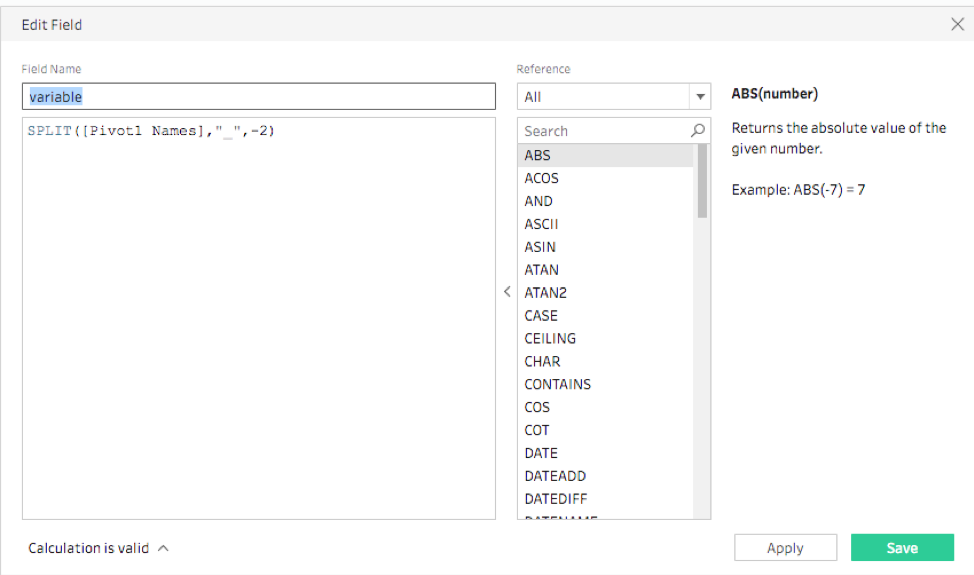 Edit Field
Field Name
variable
SPLIT([Pivot1 Names],"_",-2)
Reference
All
Search
ABS
ACOS
AND
ASCII
ASIN
ATAN
ATAN2
CASE
CEILING
CHAR
CONTAINS
COS
COT
DATE
DATEADD
DATEDIFF
DATENAME
ABS(number)
Returns the absolute value of the
given number.
Example: ABS(-7) = 7
Calculation is valid
Apply
Save